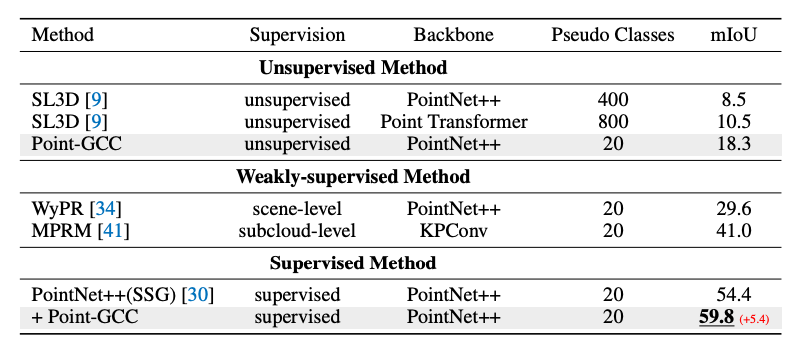 Method Supervision Backbone Pseudo Classes mIoU
Unsupervised Method
SL3D [9] unsupervised PointNet++ 400 8.5
SL3D [9] unsupervised Point Transformer 800 10.5
Point-GCC unsupervised PointNet++ 20 18.3
Weakly-supervised Method
WyPR [34] scene-level PointNet++ 20 29.6
MPRM [41] subcloud-level KPConv 20 41.0
Supervised Method
PointNet++(SSG) [30] supervised PointNet++ 20 54.4
+ Point-GCC supervised PointNet++ 20 59.8 (+5.4)